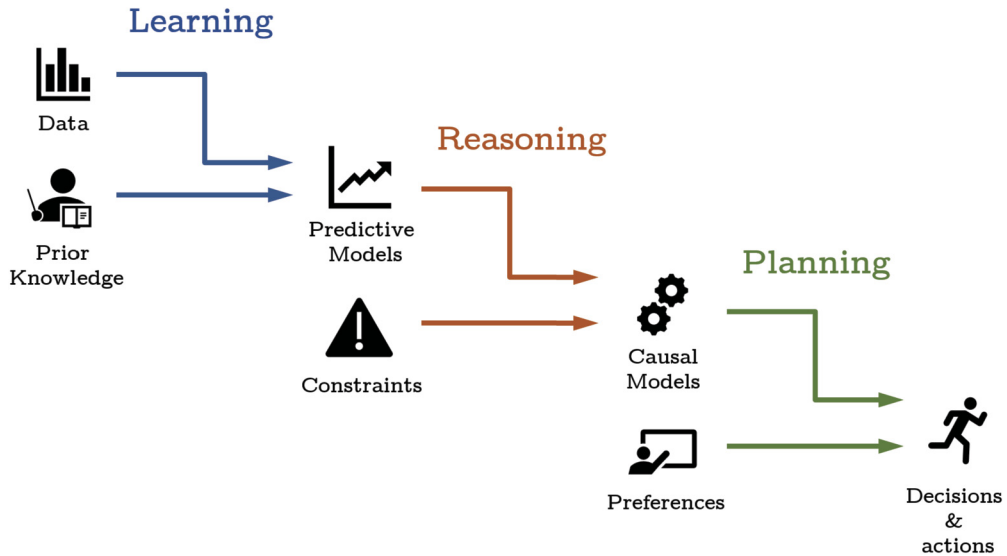 Learning
Data
Prior
Knowledge
Reasoning
Predictive
Models
Constraints
Planning
Causal
Models
Preferences
Decisions
&
actions